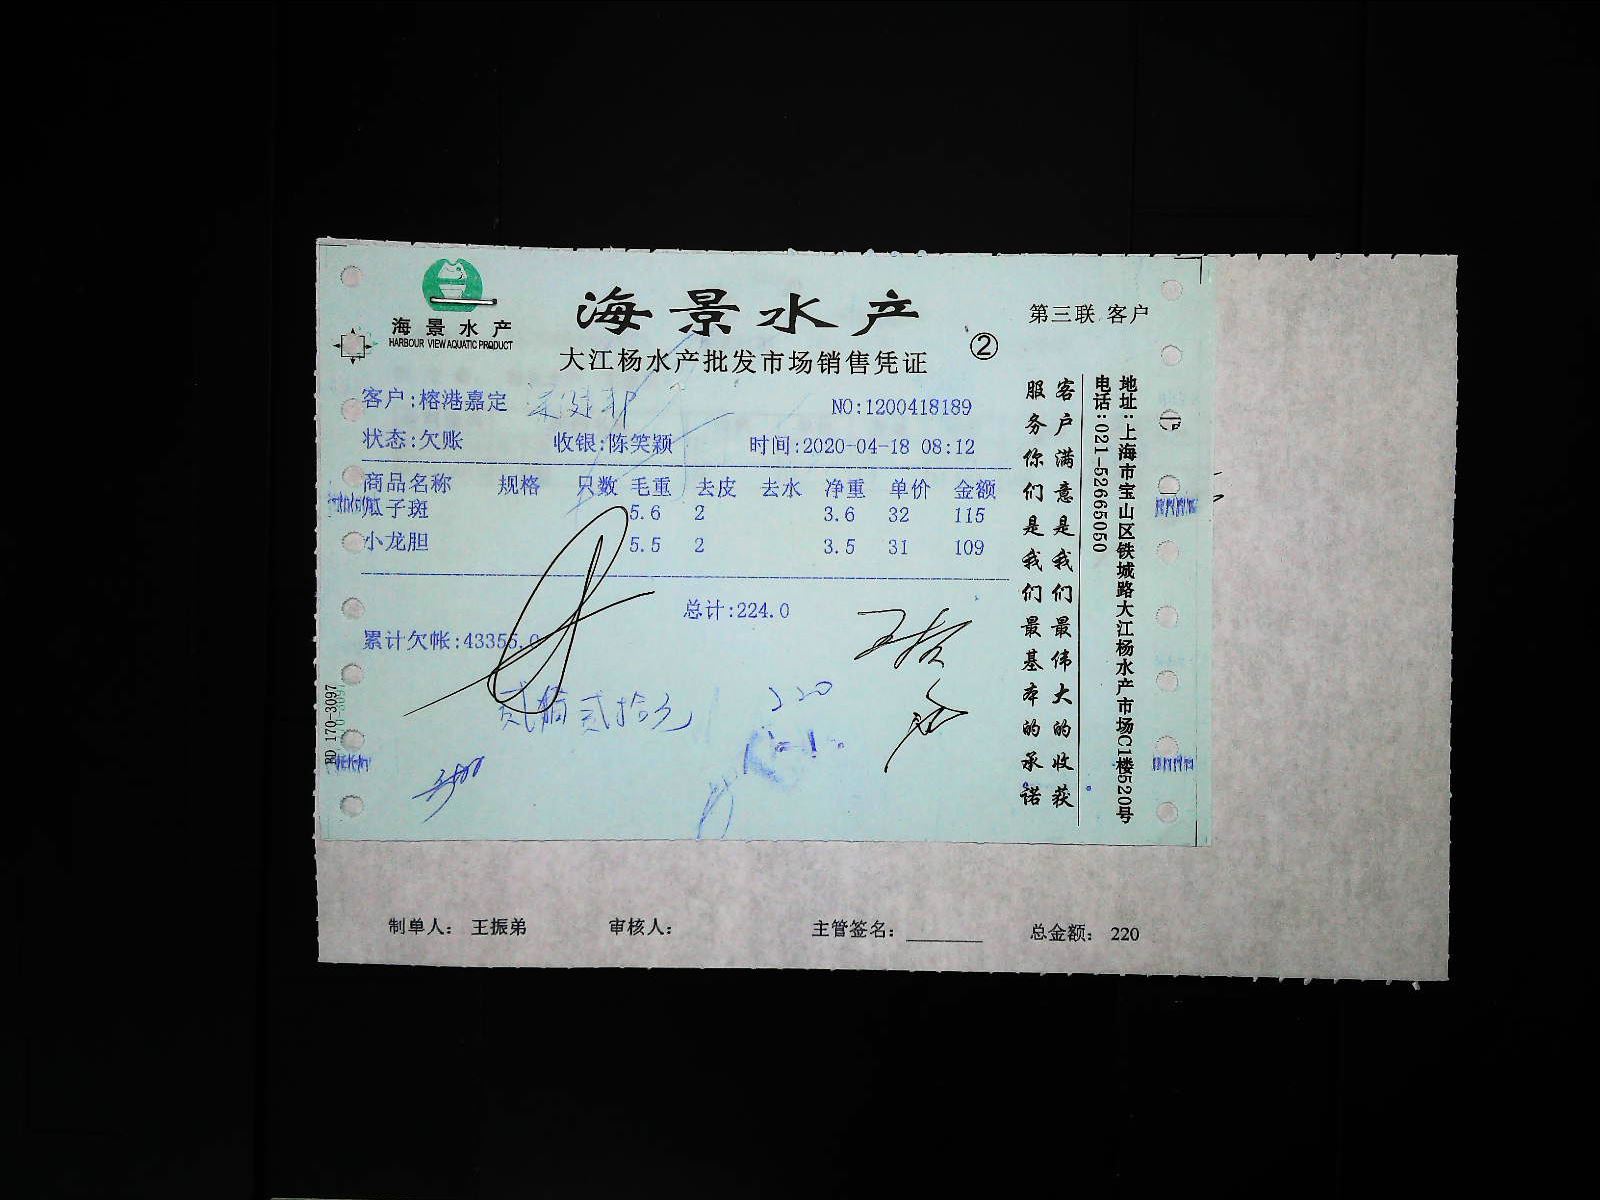 海景水产
HARBOUR VIEW AQUATIC PRODUCT
海景水产
大江杨水产批发市场销售凭证
②
第三联 客户
客户:榕港嘉定
NO:1200418189
状态:欠账 收银:陈笑颖 时间:2020-04-18 08:12
商品名称 规格 只数 毛重 去皮 去水 净重 单价 金额
瓜子斑 5.6 2 3.6 32 115
小龙胆 5.5 2 3.5 31 109
总计:224.0
累计欠帐:43355.0
贰佰贰拾元 220
客户满意是我们最伟大的收获
服务你们是我们最基本的承诺
地址:上海市宝山区铁城路大江杨水产市场C1楼520号
电话:021-52665050
RD 170-3097
制单人: 王振弟 审核人: 主管签名: 总金额: 220